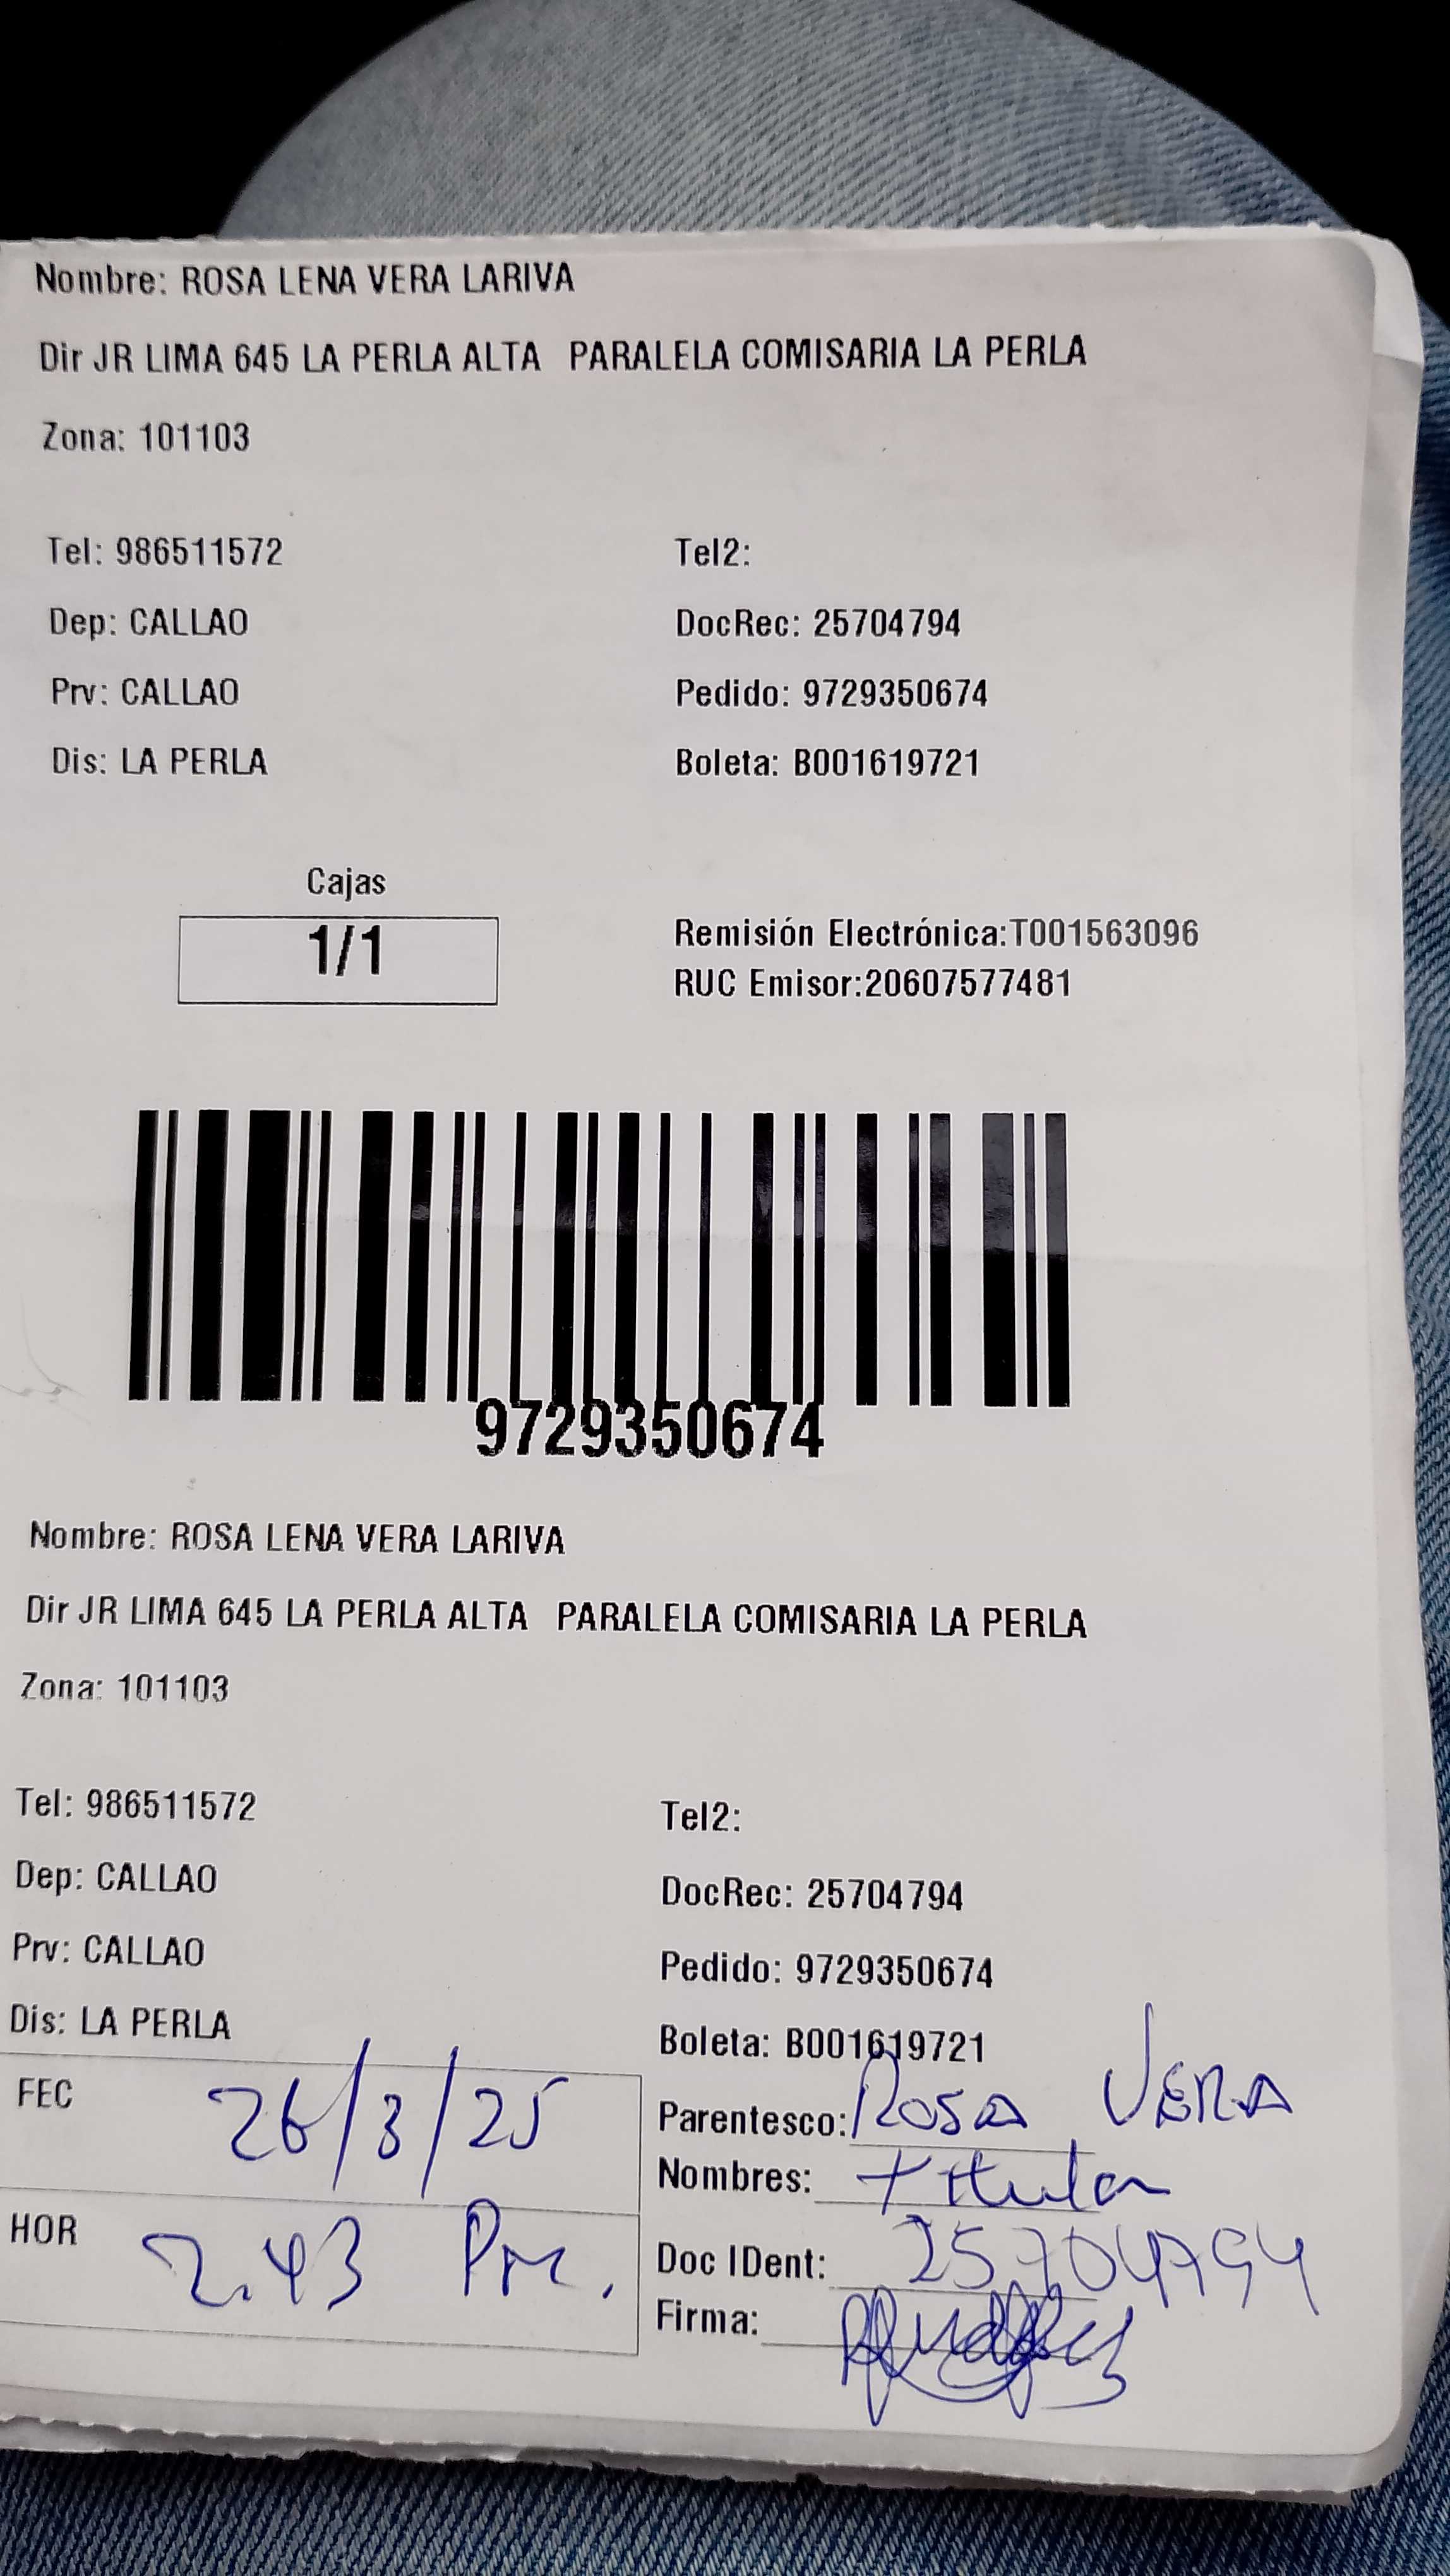 Nombre: ROSA LENA VERA LARIVA
Dir JR LIMA 645 LA PERLA ALTA PARALELA COMISARIA LA PERLA
Zona: 101103
Tel: 986511572 Tel2:
Dep: CALLAO DocRec: 25704794
Prv: CALLAO Pedido: 9729350674
Dis: LA PERLA Boleta: B001619721
Cajas
1/1
Remisión Electrónica:T001563096
RUC Emisor:20607577481
9729350674
Nombre: ROSA LENA VERA LARIVA
Dir JR LIMA 645 LA PERLA ALTA PARALELA COMISARIA LA PERLA
Zona: 101103
Tel: 986511572 Tel2:
Dep: CALLAO DocRec: 25704794
Prv: CALLAO Pedido: 9729350674
Dis: LA PERLA Boleta: B001619721
FEC 26/3/25 Parentesco: ROSA VERA
Nombres: titular
HOR 2.43 Pm. Doc IDent: 25704794
Firma: